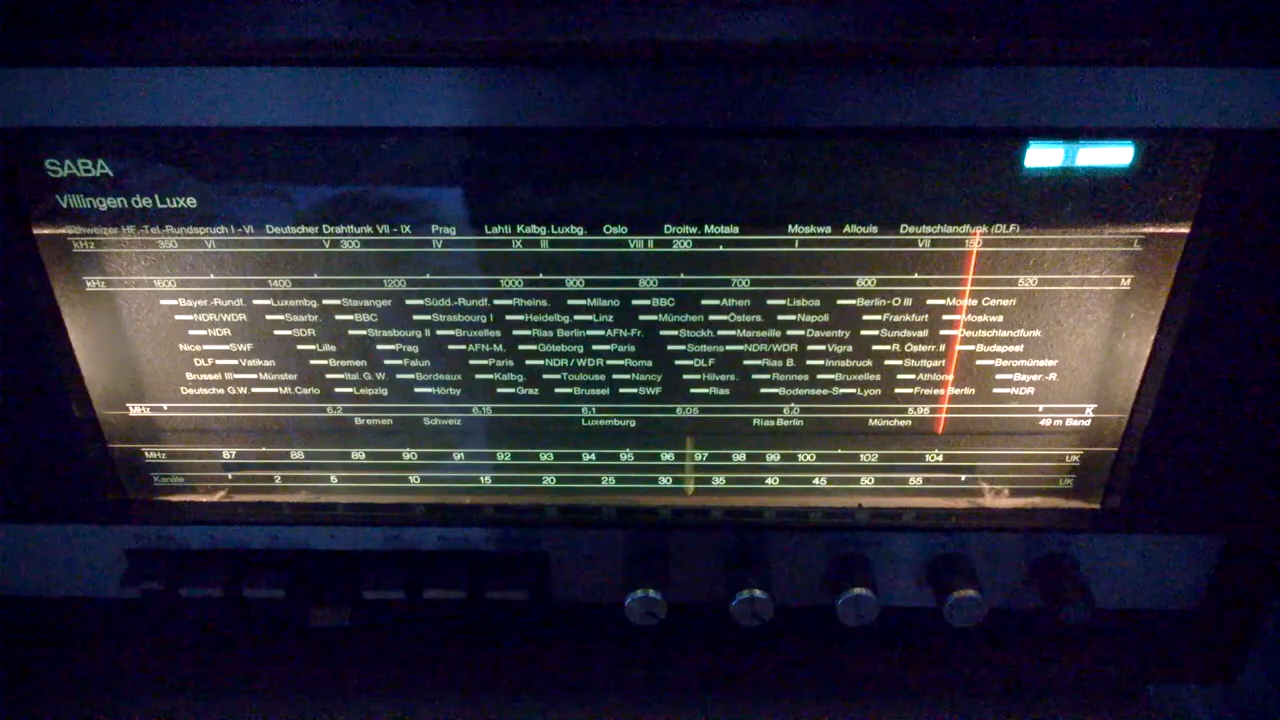 SABA
Villingen de Luxe
Schweizer HF.-Tel.-Rundspruch I - VI Deutscher Drahtfunk VII - IX Prag Lahti Kalbg. Luxbg. Oslo Droitw. Motala Moskwa Allouis Deutschlandfunk (DLF)
kHz 350 VI V 300 IV IX III VIII II 200 I VII 150 L
kHz 1600 1400 1200 1000 900 800 700 600 520 M
Bayer.-Rundf. Luxembg. Stavanger Südd.-Rundf. Rheins. Milano BBC Athen Lisboa Berlin-O III Monte Ceneri
NDR/WDR Saarbr. BBC Strasbourg I Heidelbg. Linz München Österr. Napoli Frankfurt Moskwa
NDR SDR Strasbourg II Bruxelles Rias Berlin AFN-Fr. Stockh. Marseille Daventry Sundsvall Deutschlandfunk
Nice SWF Lille Prag AFN-M. Göteborg Paris Sottens NDR/WDR Vigra R. Österr. II Budapest
DLF Vatikan Bremen Falun Paris NDR/WDR Roma DLF Rias B. Innsbruck Stuttgart Beromünster
Brussel III Münster Ital. G. W. Bordeaux Kalbg. Toulouse Nancy Hilvers. Rennes Bruxelles Athlone Bayer.-R.
Deutsche G.W. Mt. Carlo Leipzig Hörby Graz Brussel SWF Rias Bodensee-S. Lyon Freies Berlin NDR
MHz 6,2 6,15 6,1 6,05 6,0 5,95 K
Bremen Schweiz Luxemburg Rias Berlin München 49 m Band
MHz 87 88 89 90 91 92 93 94 95 96 97 98 99 100 102 104 UK
Kanäle 2 5 10 15 20 25 30 35 40 45 50 55 UK